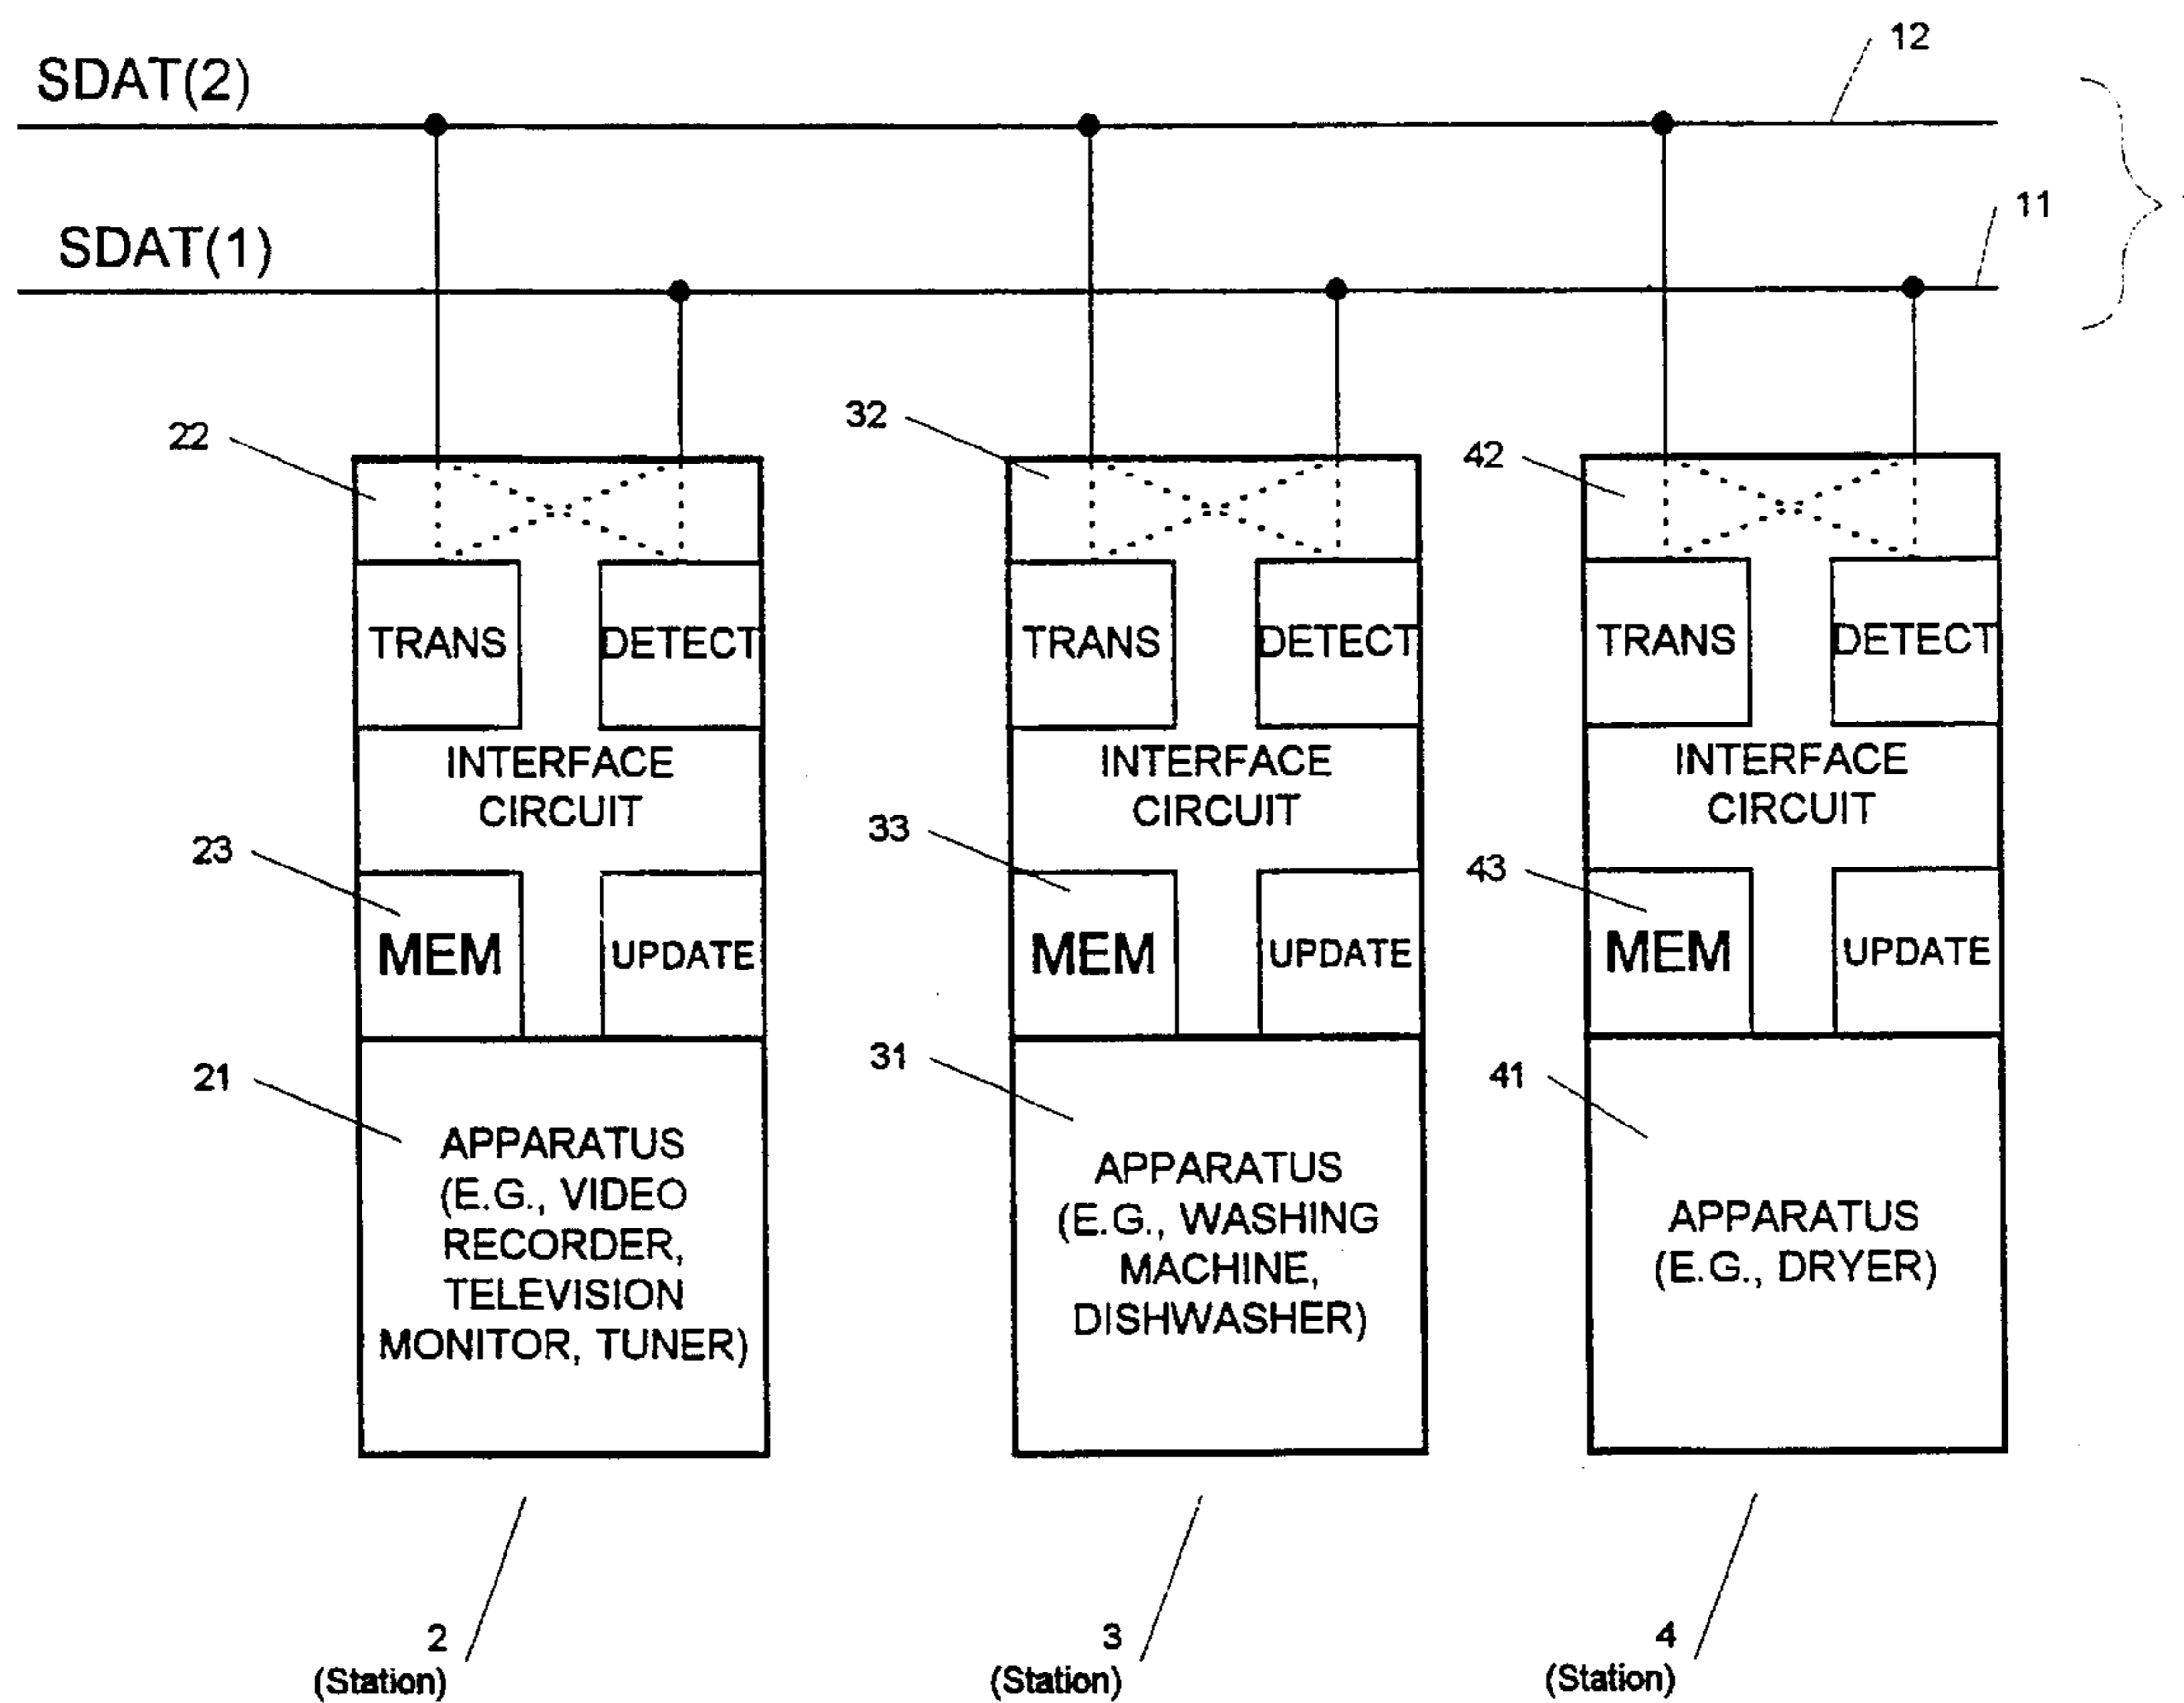 12
SDAT(2)
11
SDAT(1)
22
32
42
TRANS
DETECT
TRANS
DETECT
TRANS
DETECT
INTERFACE
CIRCUIT
INTERFACE
CIRCUIT
INTERFACE
CIRCUIT
23
33
43
MEM
UPDATE
MEM
UPDATE
MEM
UPDATE
21
31
41
APPARATUS
(E.G., VIDEO
RECORDER,
TELEVISION
MONITOR, TUNER)
APPARATUS
(E.G., WASHING
MACHINE,
DISHWASHER)
APPARATUS
(E.G., DRYER)
2
(Station)
3
(Station)
4
(Station)